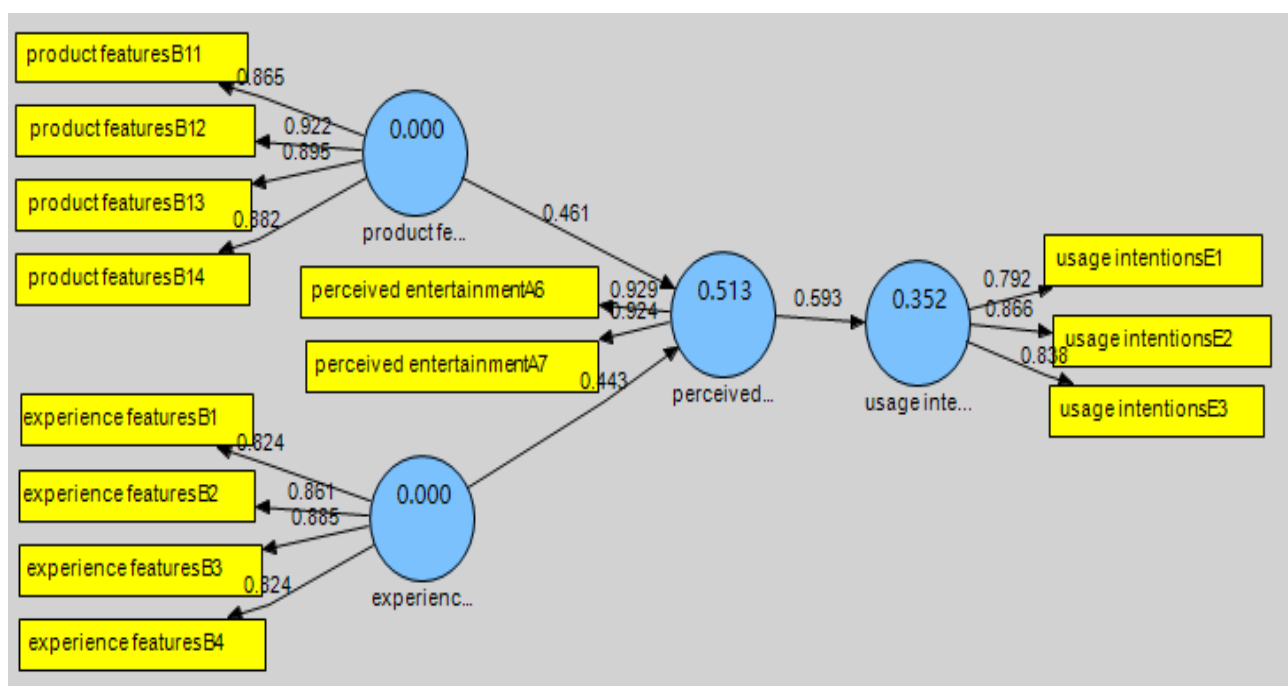 product featuresB11
0.865
product featuresB12
0.922
0.895
product featuresB13
0.882
product featuresB14
0.000
product fe...
0.461
perceived entertainmentA6
0.929
0.924
perceived entertainmentA7
0.443
0.513
perceived...
0.593
0.352
usage inte...
usage intentionsE1
0.792
0.866
usage intentionsE2
0.838
usage intentionsE3
experience featuresB1
0.824
experience featuresB2
0.861
0.885
experience featuresB3
0.824
experience featuresB4
0.000
experienc...